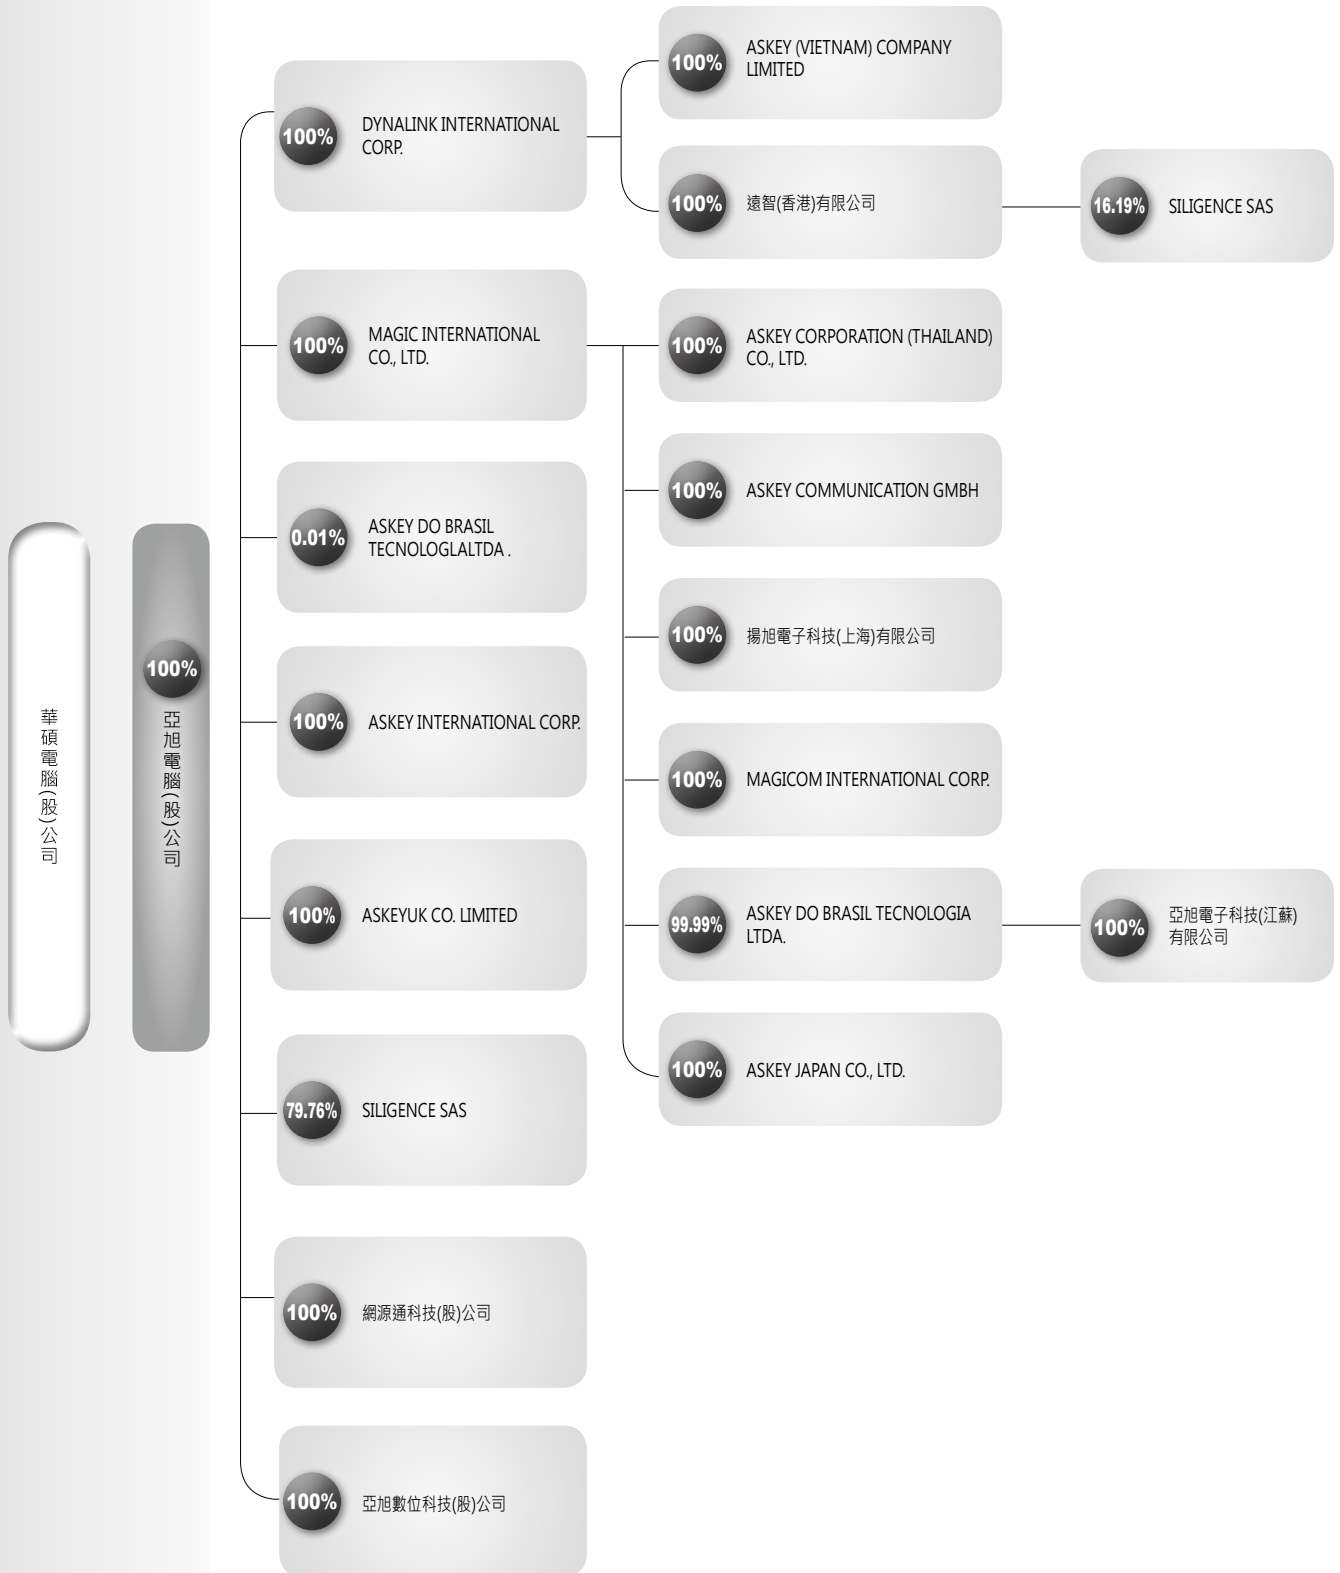 華碩電腦(股)公司
100%
亞旭電腦(股)公司
100%
DYNALINK INTERNATIONAL
CORP.
100%
ASKEY (VIETNAM) COMPANY
LIMITED
100%
遠智(香港)有限公司
16.19%
SILIGENCE SAS
100%
MAGIC INTERNATIONAL
CO., LTD.
100%
ASKEY CORPORATION (THAILAND)
CO., LTD.
100%
ASKEY COMMUNICATION GMBH
100%
揚旭電子科技(上海)有限公司
100%
MAGICOM INTERNATIONAL CORP.
99.99%
ASKEY DO BRASIL TECNOLOGIA
LTDA.
100%
亞旭電子科技(江蘇)
有限公司
100%
ASKEY JAPAN CO., LTD.
0.01%
ASKEY DO BRASIL
TECNOLOGLALTDA .
100%
ASKEY INTERNATIONAL CORP.
100%
ASKEYUK CO. LIMITED
79.76%
SILIGENCE SAS
100%
網源通科技(股)公司
100%
亞旭數位科技(股)公司